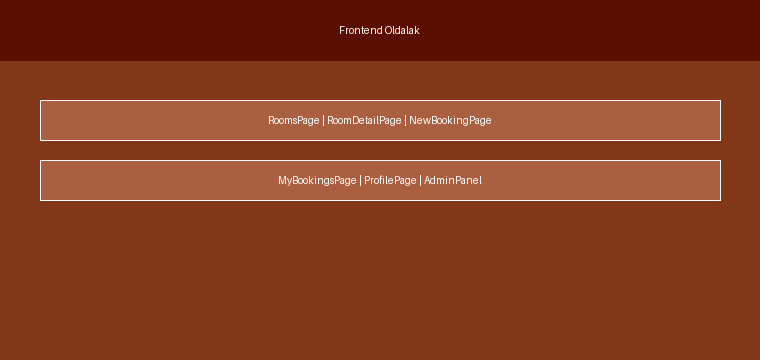 Frontend Oldalak
RoomsPage | RoomDetailPage | NewBookingPage
MyBookingsPage | ProfilePage | AdminPanel